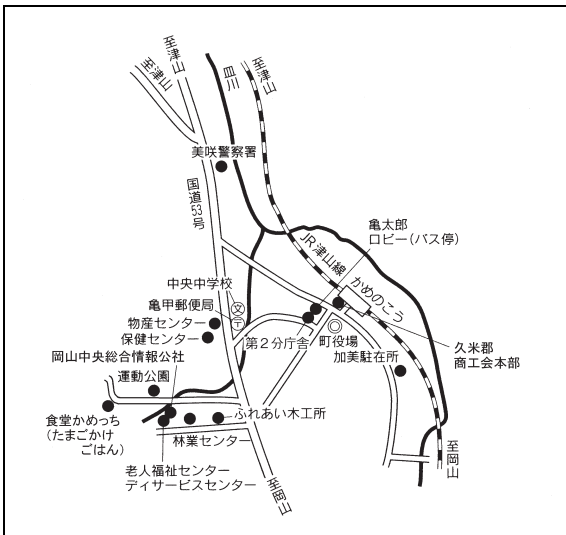 至津山
至津山
皿川
至津山
美咲警察署
国道53号
亀太郎
ロビー(バス停)
JR津山線
かめのこう
中央中学校
文
亀甲郵便局
〒
物産センター
保健センター
第2分庁舎
町役場
加美駐在所
久米郡
商工会本部
岡山中央総合情報公社
運動公園
食堂かめっち
(たまごかけ
ごはん)
ふれあい木工所
林業センター
老人福祉センター
デイサービスセンター
至岡山
至岡山